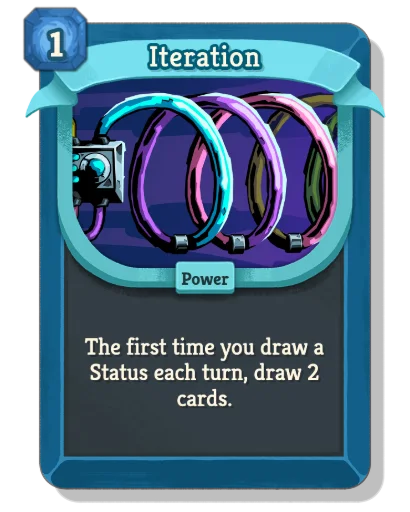 1
Iteration
Power
The first time you draw a
Status each turn, draw 2
cards.